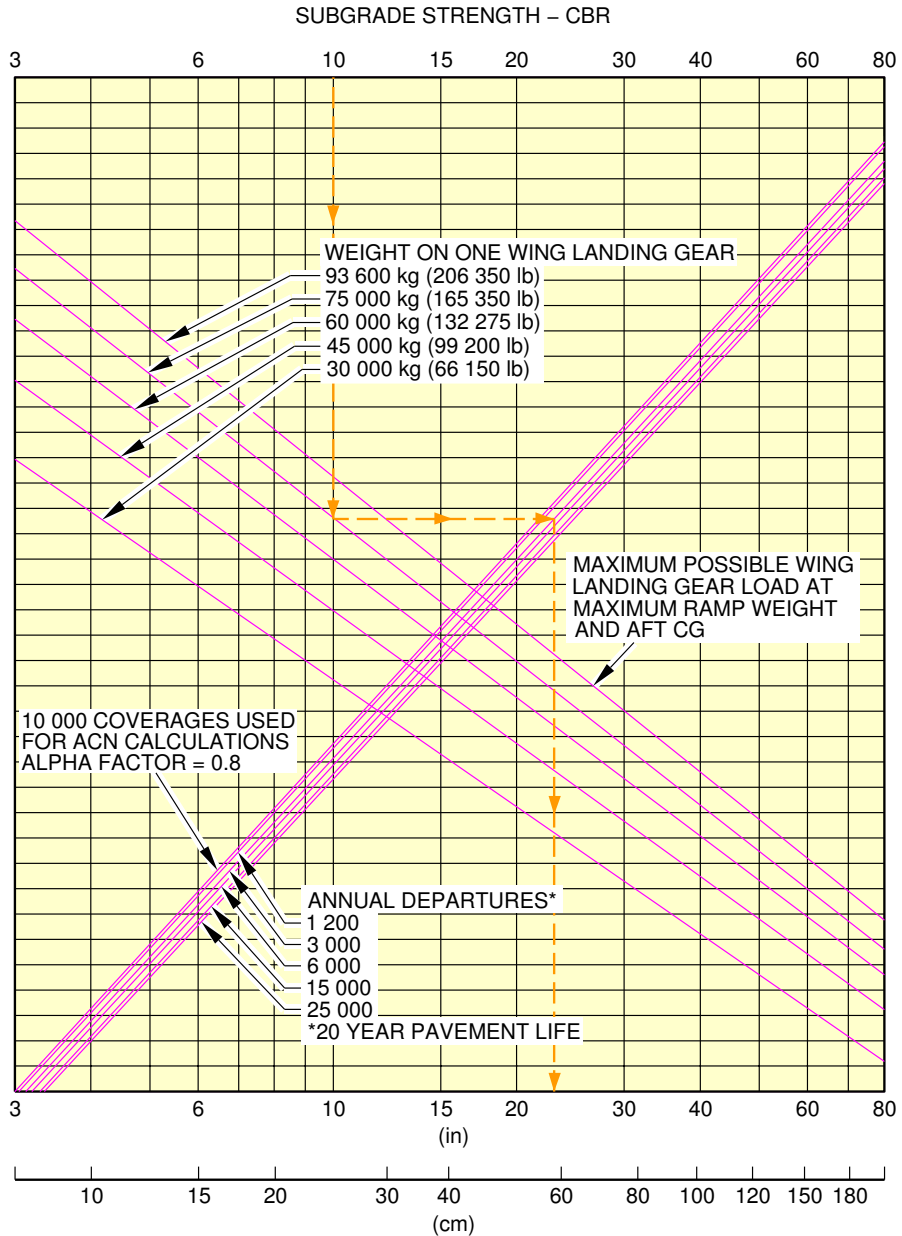 SUBGRADE STRENGTH – CBR
3 6 10 15 20 30 40 60 80
WEIGHT ON ONE WING LANDING GEAR
93 600 kg (206 350 lb)
75 000 kg (165 350 lb)
60 000 kg (132 275 lb)
45 000 kg (99 200 lb)
30 000 kg (66 150 lb)
MAXIMUM POSSIBLE WING
LANDING GEAR LOAD AT
MAXIMUM RAMP WEIGHT
AND AFT CG
10 000 COVERAGES USED
FOR ACN CALCULATIONS
ALPHA FACTOR = 0.8
ANNUAL DEPARTURES*
1 200
3 000
6 000
15 000
25 000
*20 YEAR PAVEMENT LIFE
3 6 10 15 20 30 40 60 80
(in)
10 15 20 30 40 60 80 100 120 150 180
(cm)